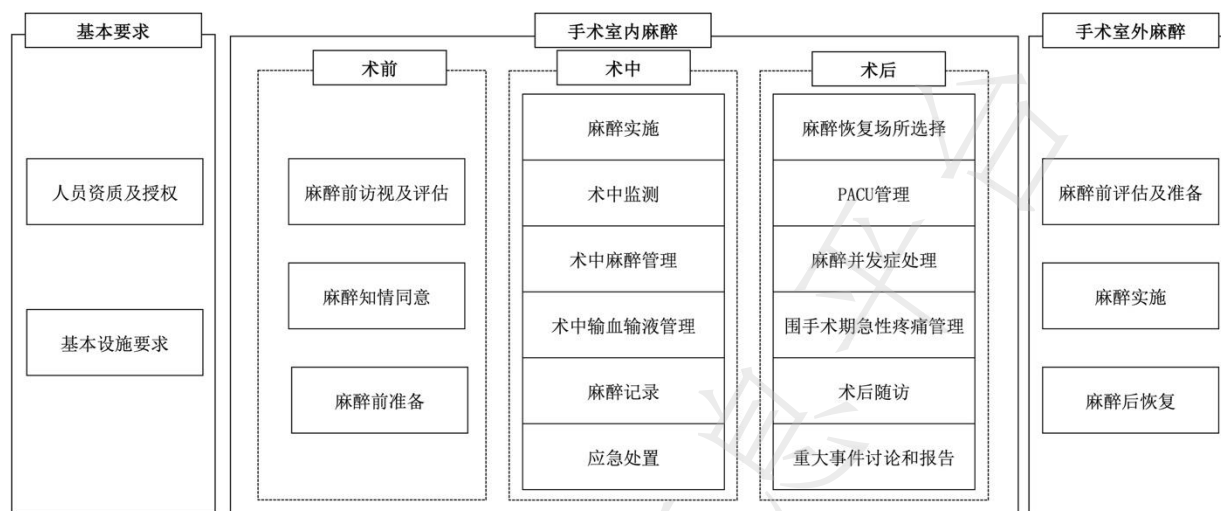 基本要求
人员资质及授权
基本设施要求
手术室内麻醉
术前
麻醉前访视及评估
麻醉知情同意
麻醉前准备
术中
麻醉实施
术中监测
术中麻醉管理
术中输血输液管理
麻醉记录
应急处置
术后
麻醉恢复场所选择
PACU管理
麻醉并发症处理
围手术期急性疼痛管理
术后随访
重大事件讨论和报告
手术室外麻醉
麻醉前评估及准备
麻醉实施
麻醉后恢复